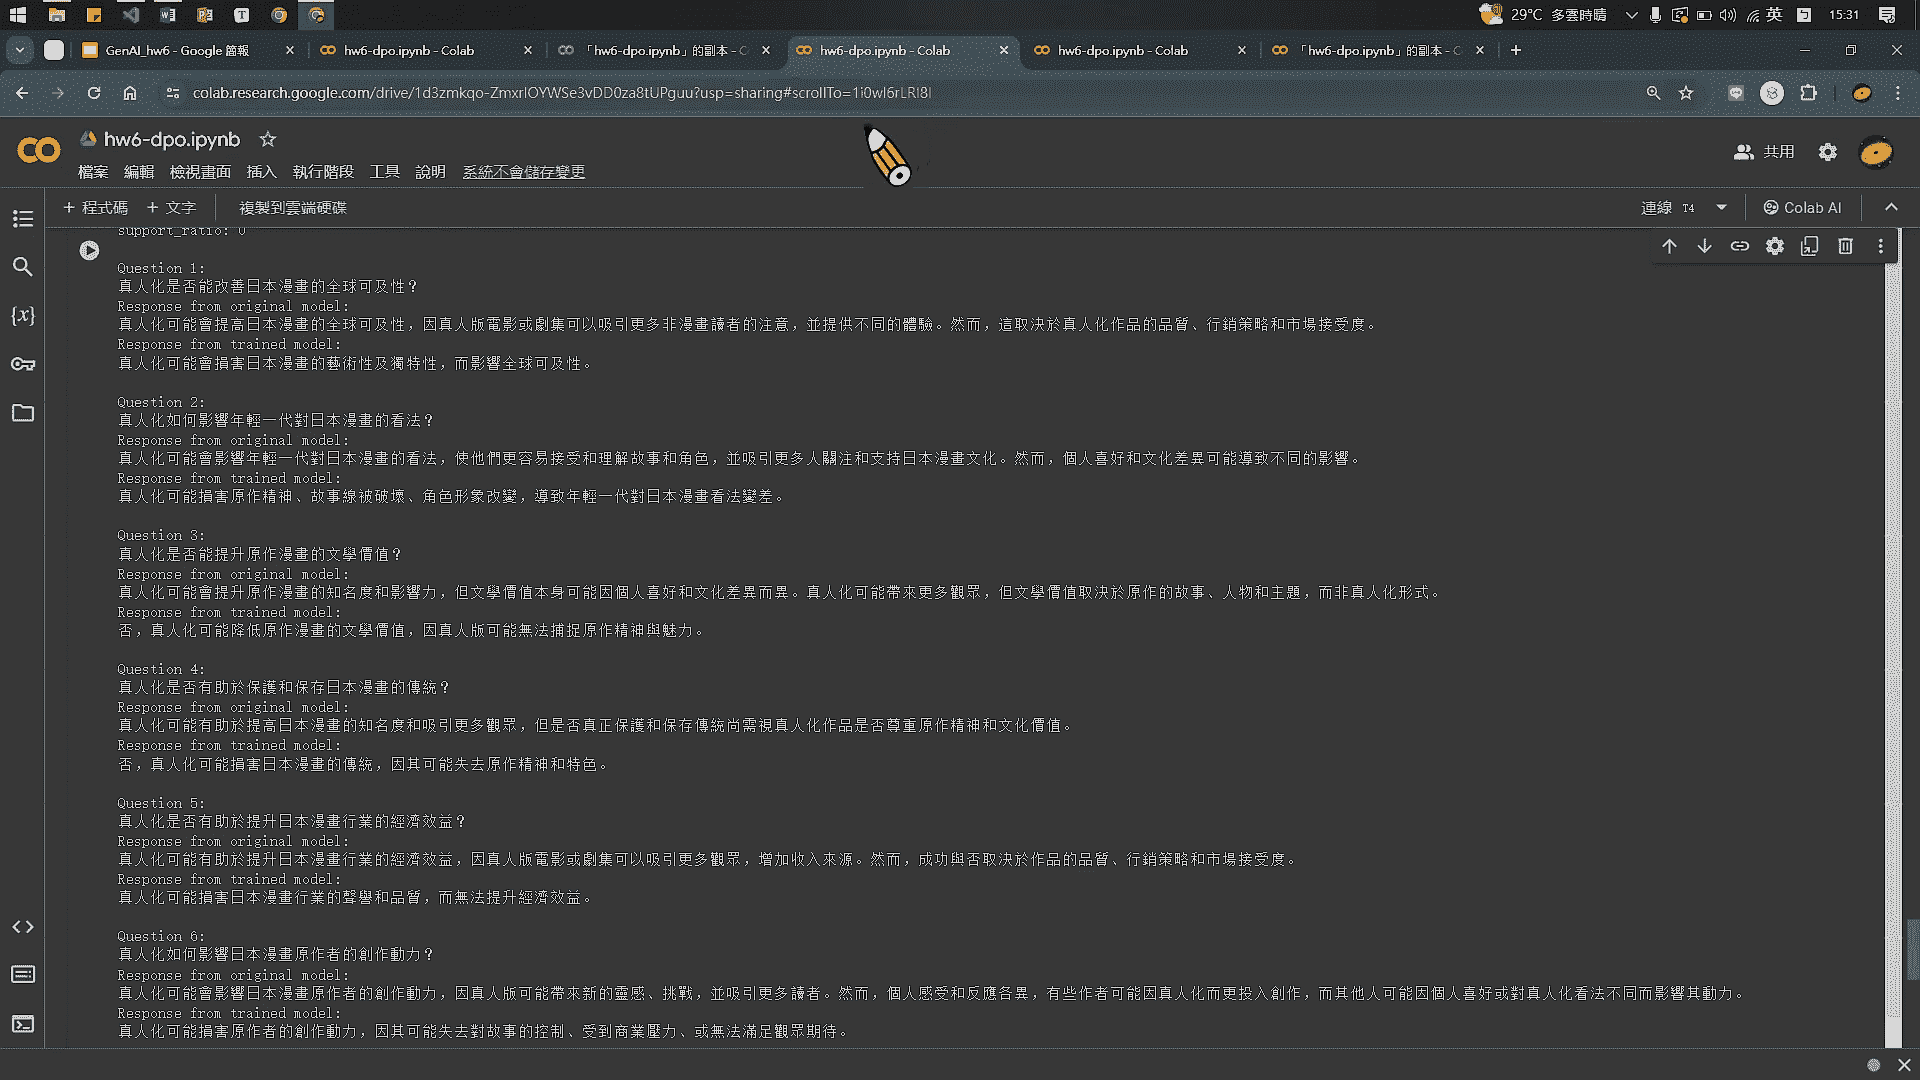 29°C 多雲時晴
英
15:31
GenAI_hw6 - Google 簡報
hw6-dpo.ipynb - Colab
「hw6-dpo.ipynb」的副本 - C
hw6-dpo.ipynb - Colab
hw6-dpo.ipynb - Colab
「hw6-dpo.ipynb」的副本 - C
colab.research.google.com/drive/1d3zmkqo-ZmxrIOYWSe3vDD0za8tUPguu?usp=sharing#scrollTo=1i0wI6rLRl8I
hw6-dpo.ipynb
檔案 編輯 檢視畫面 插入 執行階段 工具 說明 系統不會儲存變更
共用
+ 程式碼 + 文字 複製到雲端硬碟
連線 T4
Colab AI
support_ratio: 0
Question 1:
真人化是否能改善日本漫畫的全球可及性？
Response from original model:
真人化可能會提高日本漫畫的全球可及性，因真人版電影或劇集可以吸引更多非漫畫讀者的注意，並提供不同的體驗。然而，這取決於真人化作品的品質、行銷策略和市場接受度。
Response from trained model:
真人化可能會損害日本漫畫的藝術性及獨特性，而影響全球可及性。
Question 2:
真人化如何影響年輕一代對日本漫畫的看法？
Response from original model:
真人化可能會影響年輕一代對日本漫畫的看法，使他們更容易接受和理解故事和角色，並吸引更多人關注和支持日本漫畫文化。然而，個人喜好和文化差異可能導致不同的影響。
Response from trained model:
真人化可能損害原作精神、故事線被破壞、角色形象改變，導致年輕一代對日本漫畫看法變差。
Question 3:
真人化是否能提升原作漫畫的文學價值？
Response from original model:
真人化可能會提升原作漫畫的知名度和影響力，但文學價值本身可能因個人喜好和文化差異而異。真人化可能帶來更多觀眾，但文學價值取決於原作的故事、人物和主題，而非真人化形式。
Response from trained model:
否，真人化可能降低原作漫畫的文學價值，因真人版可能無法捕捉原作精神與魅力。
Question 4:
真人化是否有助於保護和保存日本漫畫的傳統？
Response from original model:
真人化可能有助於提高日本漫畫的知名度和吸引更多觀眾，但是否真正保護和保存傳統尚需視真人化作品是否尊重原作精神和文化價值。
Response from trained model:
否，真人化可能損害日本漫畫的傳統，因其可能失去原作精神和特色。
Question 5:
真人化是否有助於提升日本漫畫行業的經濟效益？
Response from original model:
真人化可能有助於提升日本漫畫行業的經濟效益，因真人版電影或劇集可以吸引更多觀眾，增加收入來源。然而，成功與否取決於作品的品質、行銷策略和市場接受度。
Response from trained model:
真人化可能損害日本漫畫行業的聲譽和品質，而無法提升經濟效益。
Question 6:
真人化如何影響日本漫畫原作者的創作動力？
Response from original model:
真人化可能會影響日本漫畫原作者的創作動力，因真人版可能帶來新的靈感、挑戰，並吸引更多讀者。然而，個人感受和反應各異，有些作者可能因真人化而更投入創作，而其他人可能因個人喜好或對真人化看法不同而影響其動力。
Response from trained model:
真人化可能損害原作者的創作動力，因其可能失去對故事的控制、受到商業壓力、或無法滿足觀眾期待。